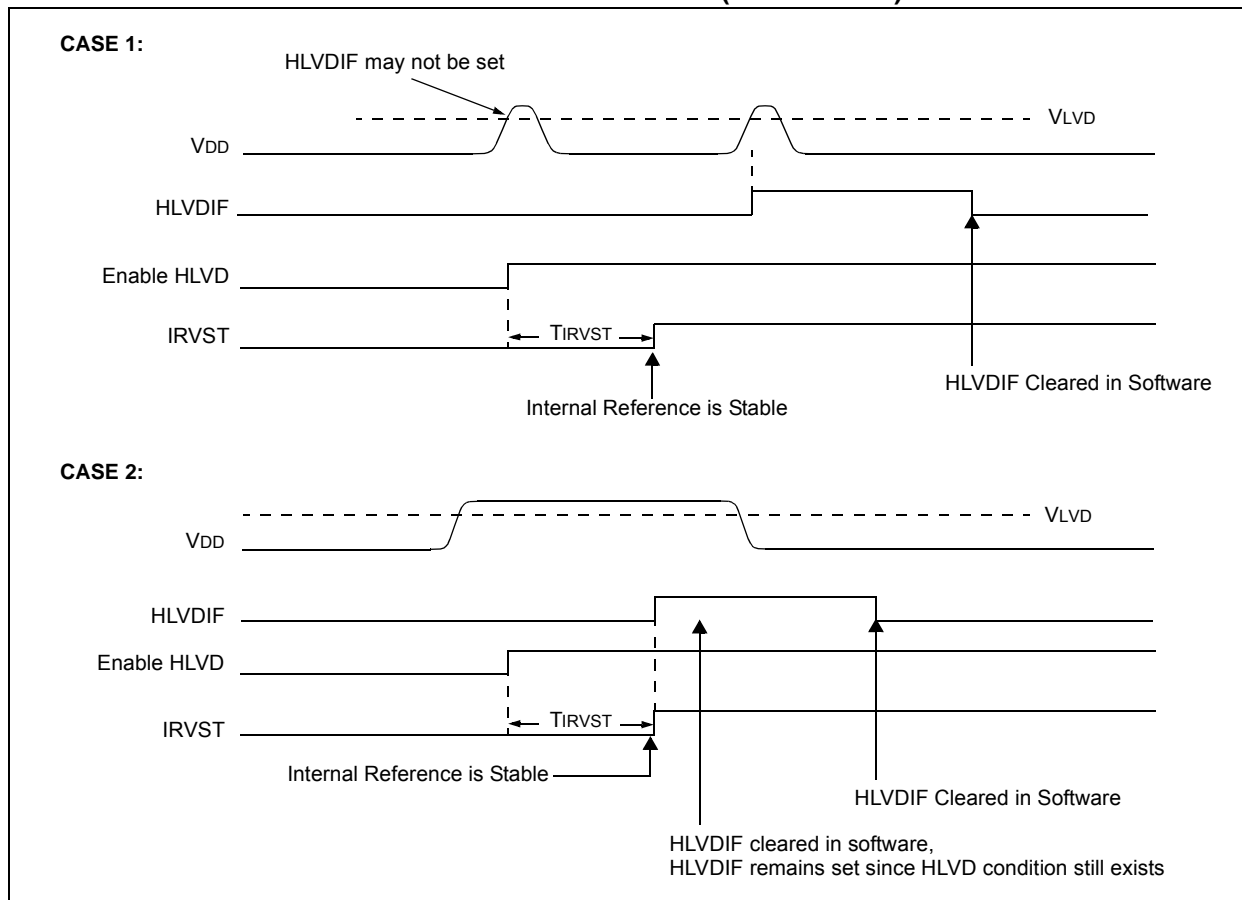 CASE 1:
HLVDIF may not be set
VLVD
VDD
HLVDIF
Enable HLVD
IRVST
TIRVST
HLVDIF Cleared in Software
Internal Reference is Stable
CASE 2:
VLVD
VDD
HLVDIF
Enable HLVD
IRVST
TIRVST
Internal Reference is Stable
HLVDIF Cleared in Software
HLVDIF cleared in software,
HLVDIF remains set since HLVD condition still exists